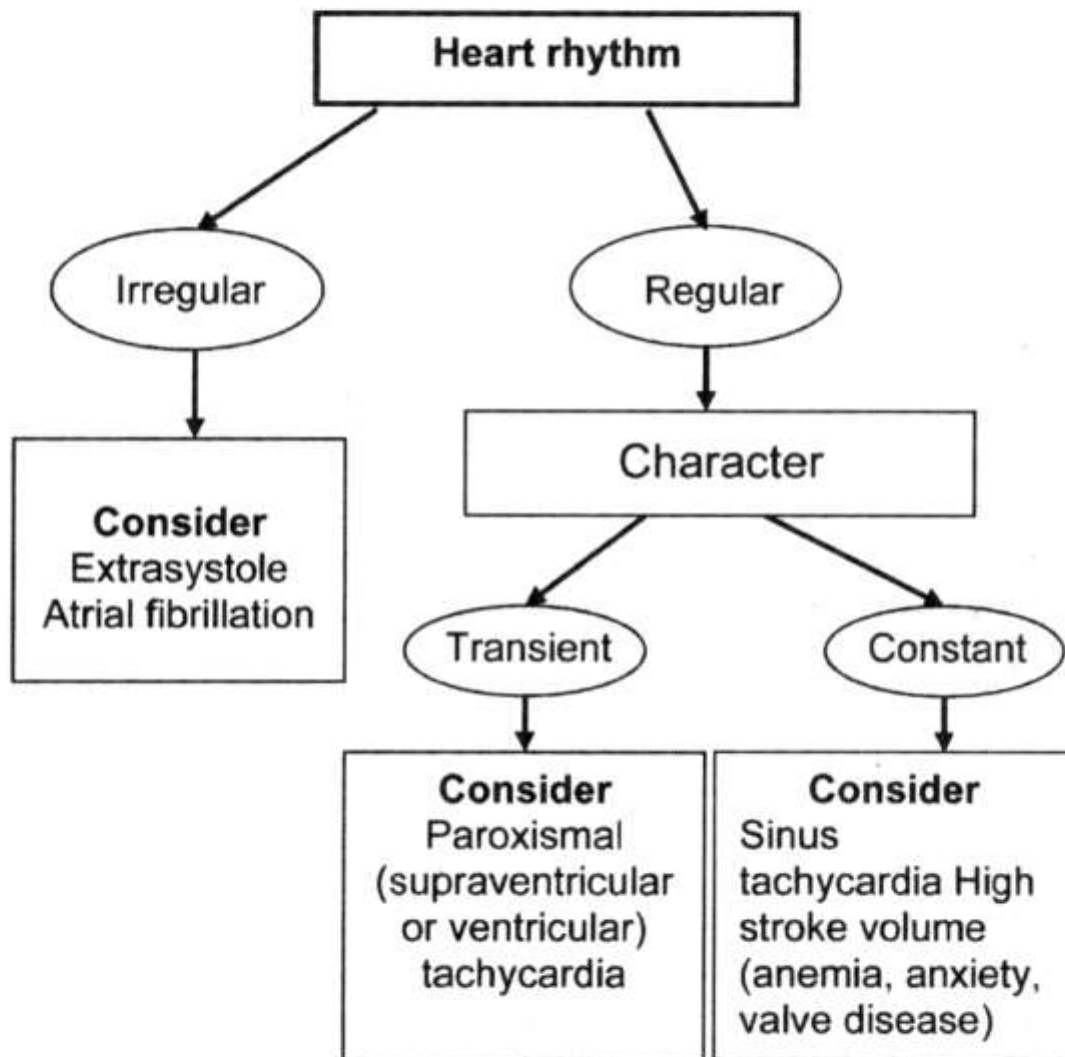 Heart rhythm
Irregular
Regular
Consider
Extrasystole
Atrial fibrillation
Character
Transient
Constant
Consider
Paroxismal
(supraventricular
or ventricular)
tachycardia
Consider
Sinus
tachycardia High
stroke volume
(anemia, anxiety,
valve disease)